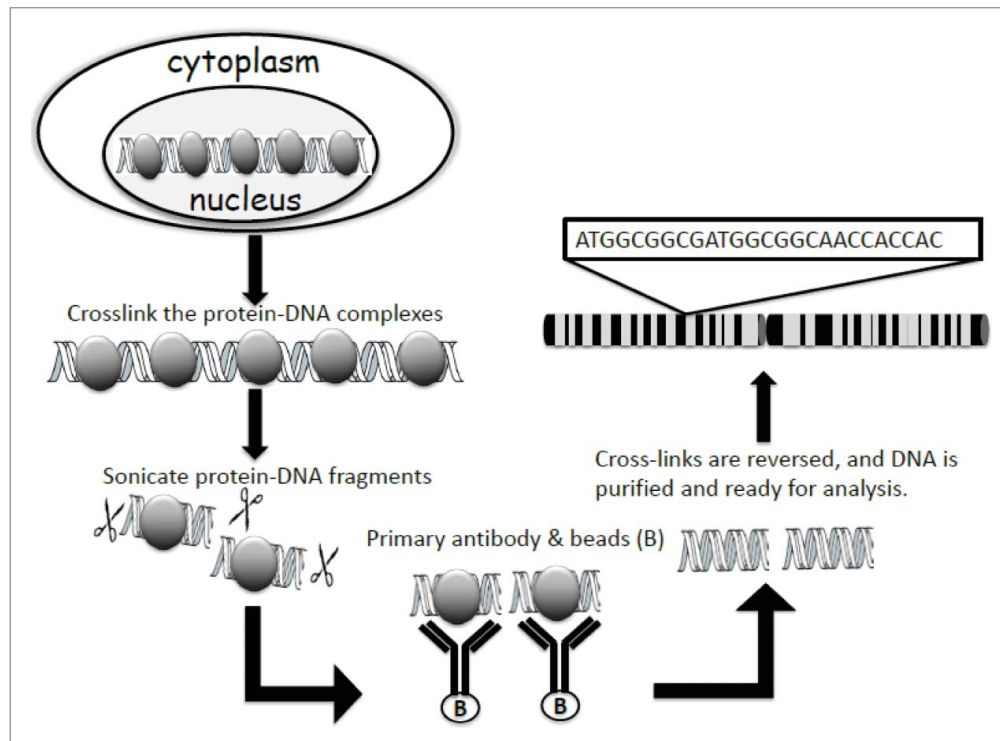 cytoplasm
nucleus
Crosslink the protein-DNA complexes
Sonicate protein-DNA fragments
Primary antibody & beads (B)
B
B
Cross-links are reversed, and DNA is
purified and ready for analysis.
ATGGCGGCGATGGCGGCAACCACCAC